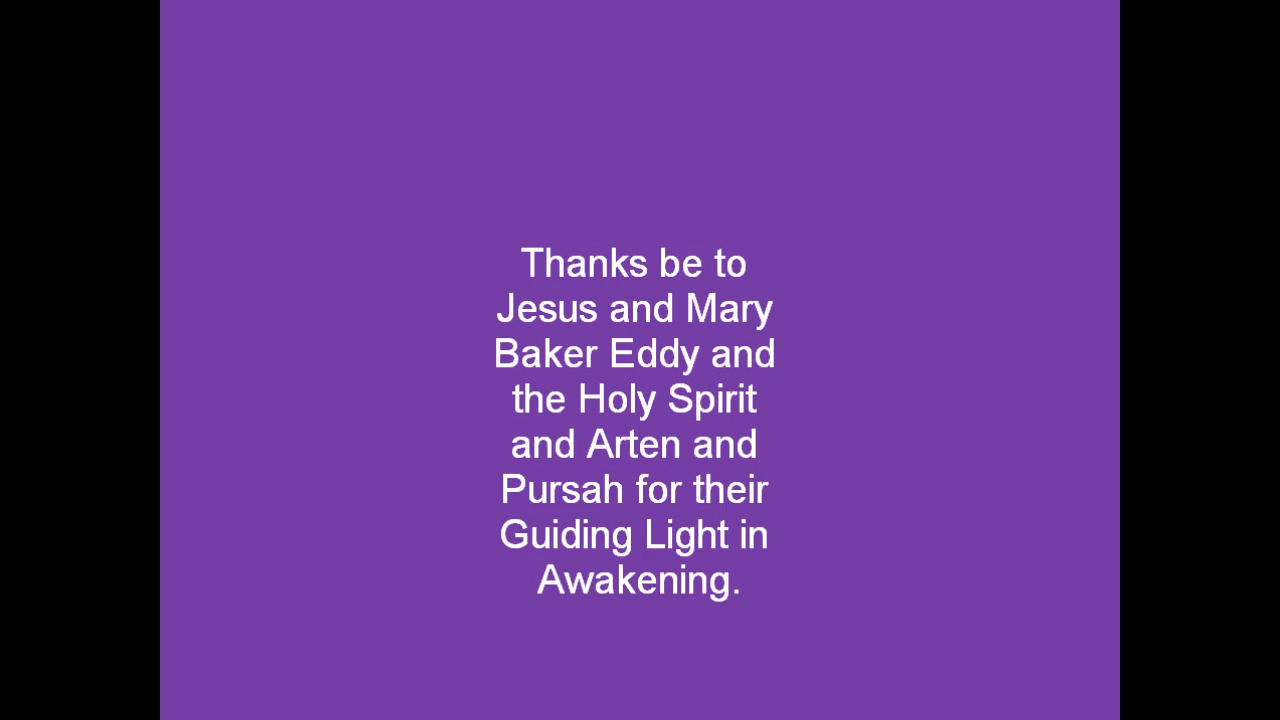 Thanks be to
Jesus and Mary
Baker Eddy and
the Holy Spirit
and Arten and
Pursah for their
Guiding Light in
Awakening.